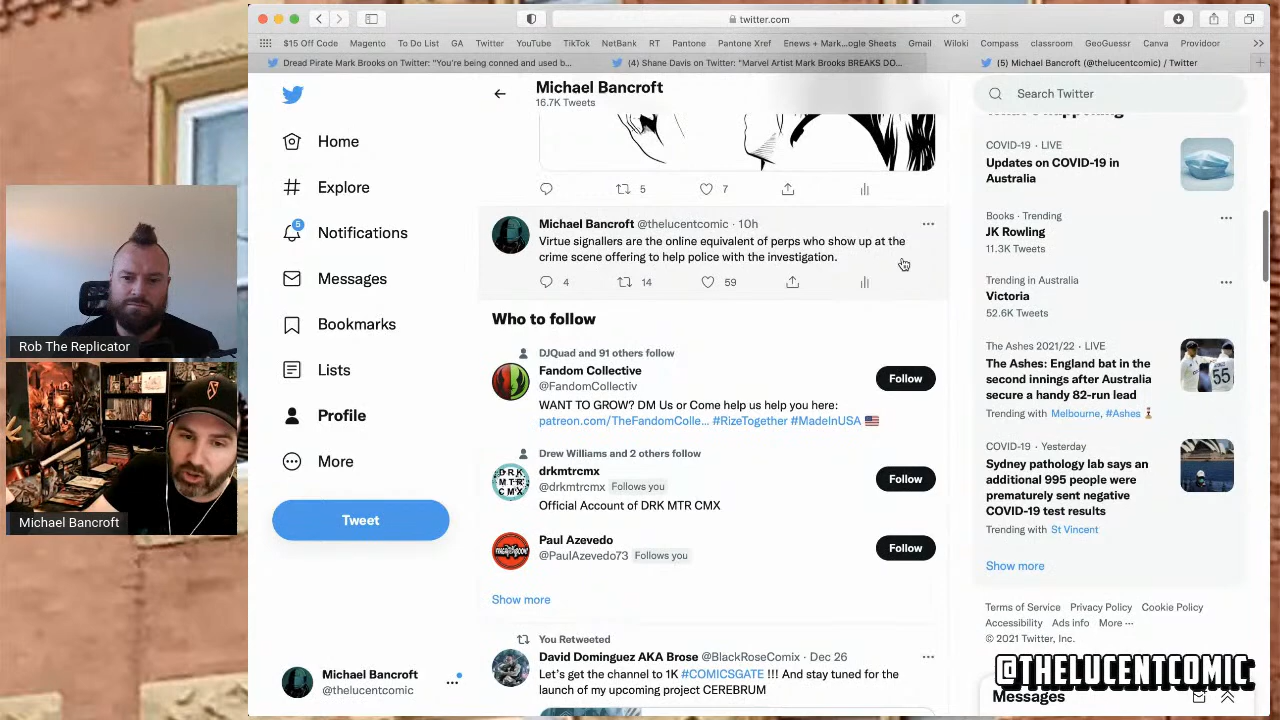 twitter.com
$15 Off Code Magento To Do List GA Twitter YouTube TikTok NetBank RT Pantone Pantone Xref Enews + Mark...ogle Sheets Gmail Wiloki Compass classroom GeoGuessr Canva Providoor
Dread Pirate Mark Brooks on Twitter: "You're being conned and used b...
(4) Shane Davis on Twitter: "Marvel Artist Mark Brooks BREAKS DO...
(5) Michael Bancroft (@thelucentcomic) / Twitter
Home
Explore
5
Notifications
Messages
Bookmarks
Lists
Profile
More
Tweet
Michael Bancroft
@thelucentcomic
Michael Bancroft
16.7K Tweets
5 7
Michael Bancroft @thelucentcomic · 10h
Virtue signallers are the online equivalent of perps who show up at the
crime scene offering to help police with the investigation.
4 14 59
Who to follow
DJQuad and 91 others follow
Fandom Collective
@FandomCollectiv
Follow
WANT TO GROW? DM Us or Come help us help you here:
patreon.com/TheFandomColle... #RizeTogether #MadeinUSA
Drew Williams and 2 others follow
drkmtrcmx
@drkmtrcmx Follows you
Follow
Official Account of DRK MTR CMX
Paul Azevedo
@PaulAzevedo73 Follows you
Follow
Show more
You Retweeted
David Dominguez AKA Brose @BlackRoseComix · Dec 26
Let's get the channel to 1K #COMICSGATE !!! And stay tuned for the
launch of my upcoming project CEREBRUM
Search Twitter
COVID-19 · LIVE
Updates on COVID-19 in
Australia
Books · Trending
JK Rowling
11.3K Tweets
Trending in Australia
Victoria
52.6K Tweets
The Ashes 2021/22 · LIVE
The Ashes: England bat in the
second innings after Australia
secure a handy 82-run lead
Trending with Melbourne, #Ashes
55
COVID-19 · Yesterday
Sydney pathology lab says an
additional 995 people were
prematurely sent negative
COVID-19 test results
Trending with St Vincent
Show more
Terms of Service Privacy Policy Cookie Policy
Accessibility Ads info More ···
© 2021 Twitter, Inc.
@THELUCENTCOMIC
Messages
Rob The Replicator
Michael Bancroft